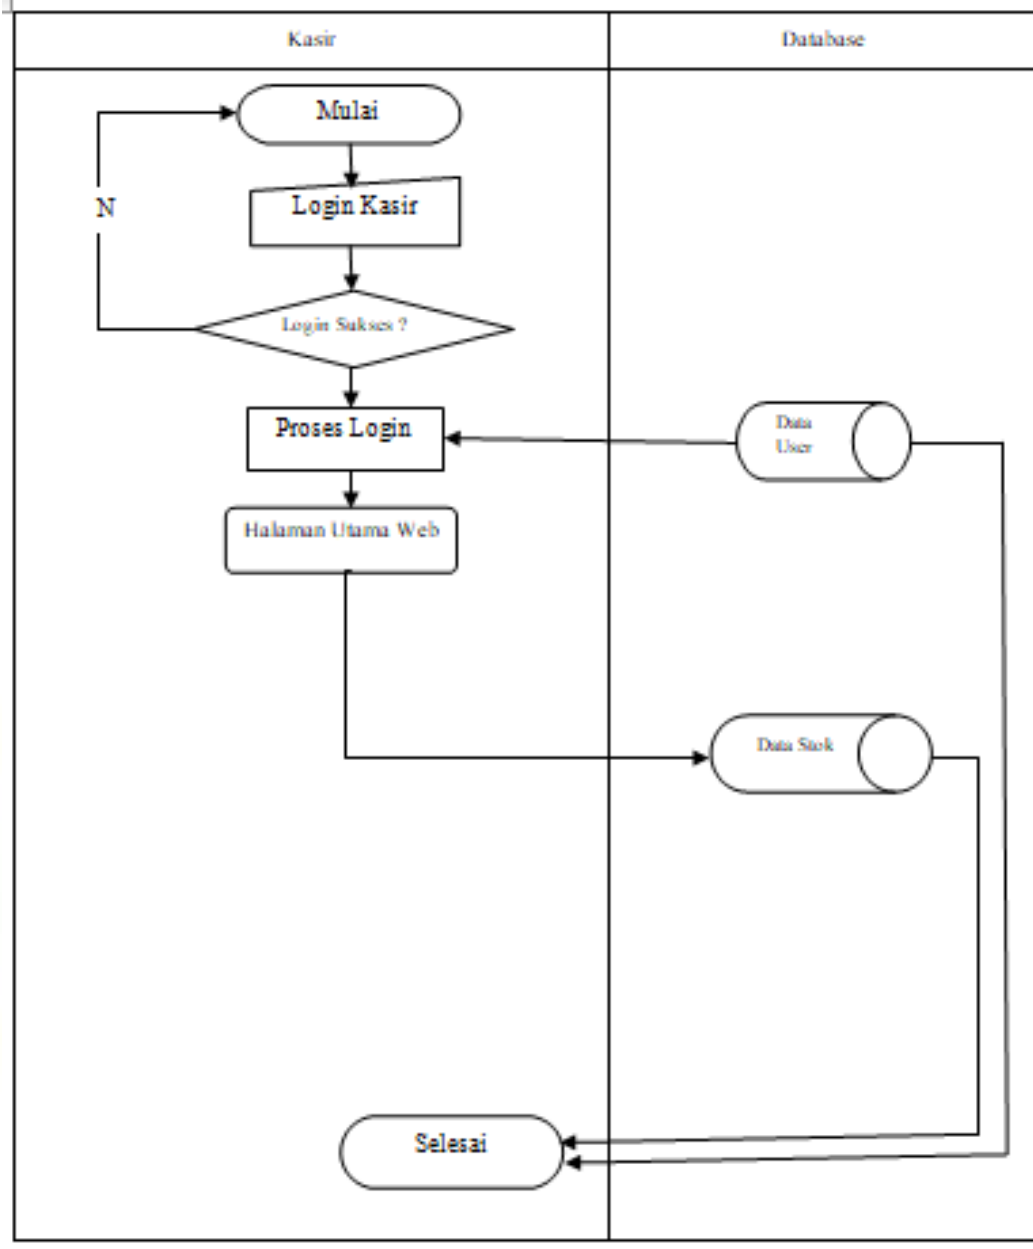 Kasir
Database
Mulai
N
Login Kasir
Login Sukses ?
Proses Login
Data
User
Halaman Utama Web
Data Stok
Selesai